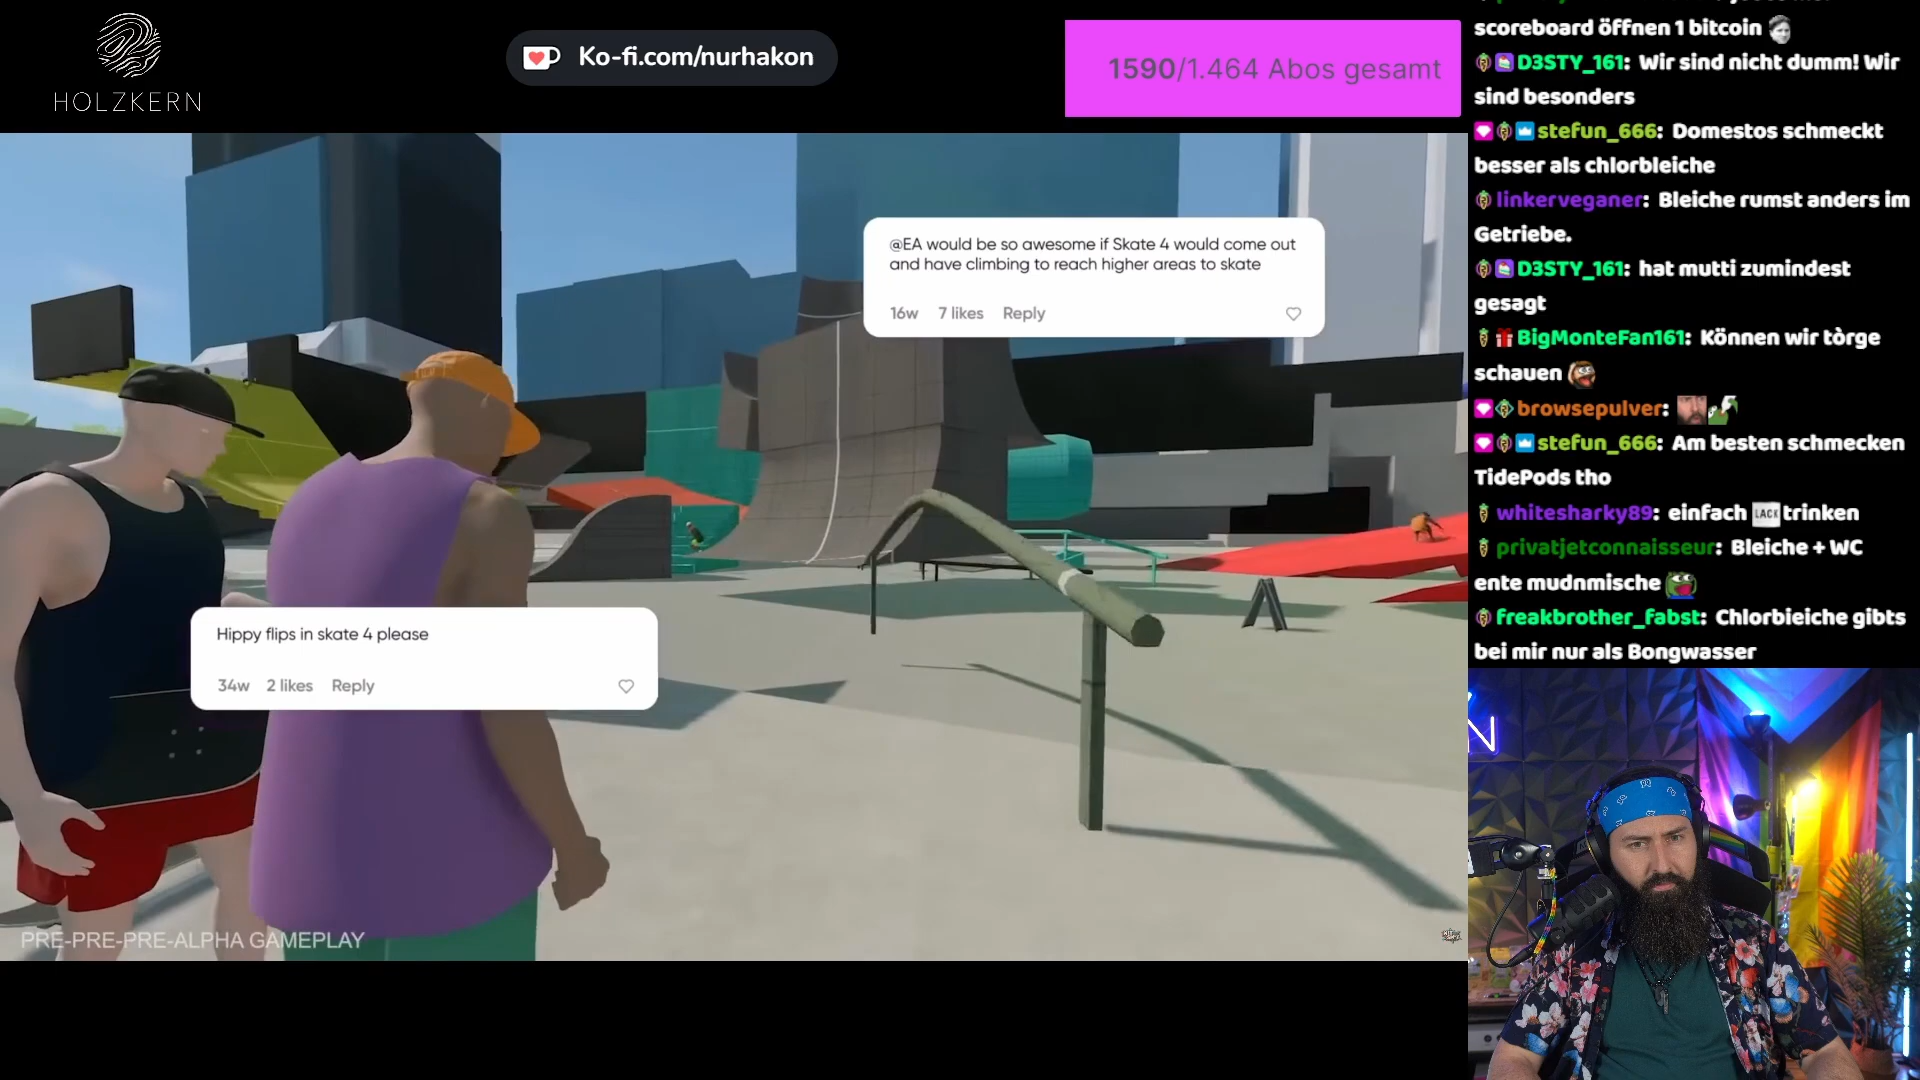 HOLZKERN
Ko-fi.com/nurhakon
1590/1.464 Abos gesamt
@EA would be so awesome if Skate 4 would come out
and have climbing to reach higher areas to skate
16w 7 likes Reply
Hippy flips in skate 4 please
34w 2 likes Reply
PRE-PRE-PRE-ALPHA GAMEPLAY
scoreboard öffnen 1 bitcoin
D3STY_161: Wir sind nicht dumm! Wir
sind besonders
stefun_666: Domestos schmeckt
besser als chlorbleiche
linkerveganer: Bleiche rumst anders im
Getriebe.
D3STY_161: hat mutti zumindest
gesagt
BigMonteFan161: Können wir tòrge
schauen
browsepulver:
stefun_666: Am besten schmecken
TidePods tho
whitesharky89: einfach LACK trinken
privatjetconnaisseur: Bleiche + WC
ente mudnmische
freakbrother_fabst: Chlorbieiche gibts
bei mir nur als Bongwasser
N